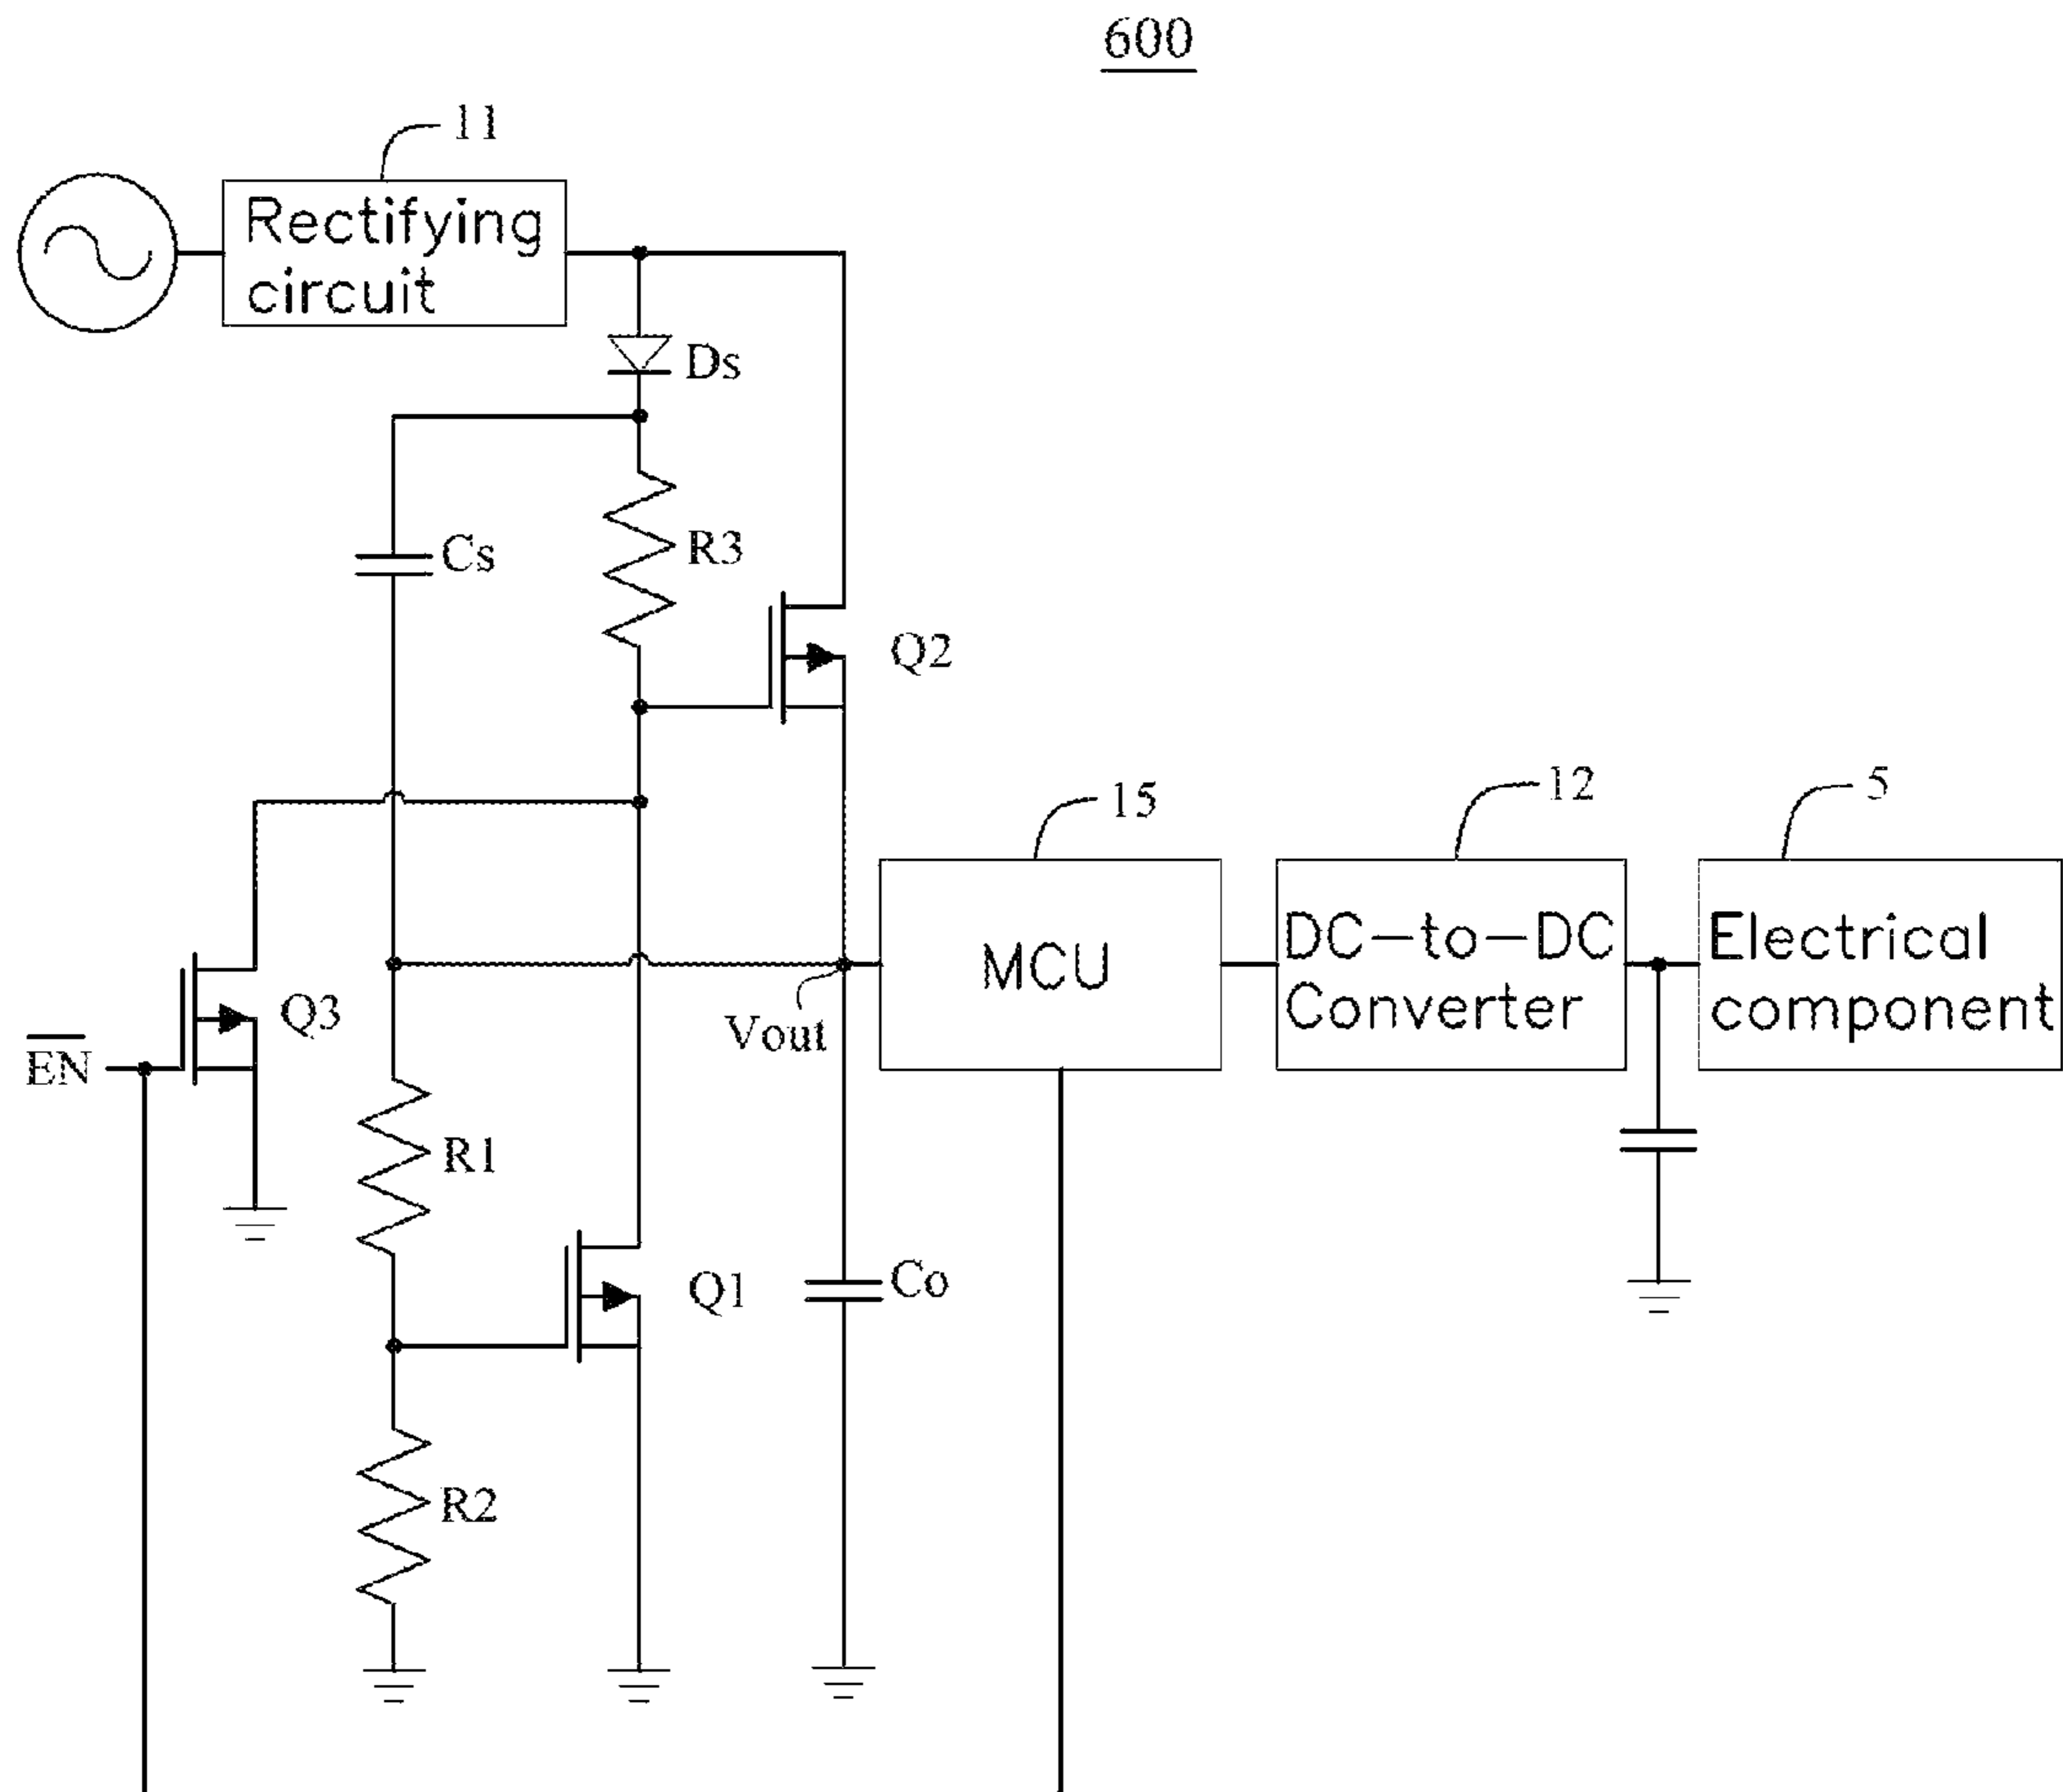 600
11
Rectifying
circuit
Ds
Cs
R3
Q2
15
12
5
MCU
DC-to-DC
Converter
Electrical
component
Q3
EN
Vout
R1
Q1
Co
R2